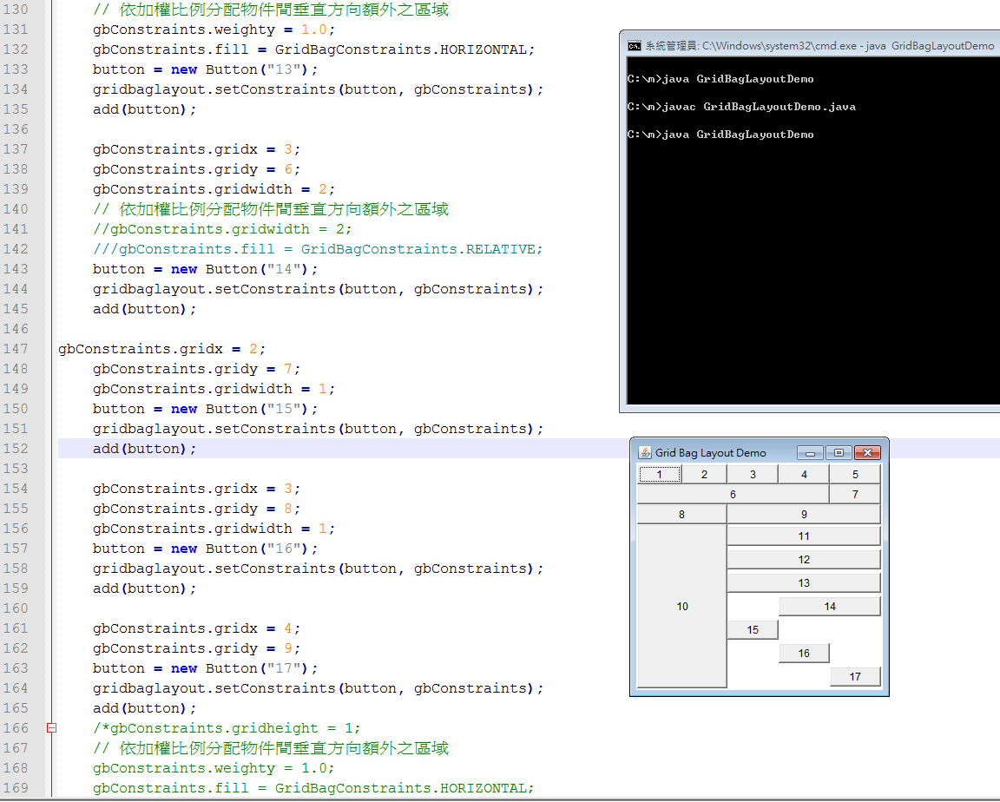 130 // 依加權比例分配物件間垂直方向額外之區域
131 gbConstraints.weighty = 1.0;
132 gbConstraints.fill = GridBagConstraints.HORIZONTAL;
133 button = new Button("13");
134 gridbaglayout.setConstraints(button, gbConstraints);
135 add(button);
136
137 gbConstraints.gridx = 3;
138 gbConstraints.gridy = 6;
139 gbConstraints.gridwidth = 2;
140 // 依加權比例分配物件間垂直方向額外之區域
141 //gbConstraints.gridwidth = 2;
142 ///gbConstraints.fill = GridBagConstraints.RELATIVE;
143 button = new Button("14");
144 gridbaglayout.setConstraints(button, gbConstraints);
145 add(button);
146
147 gbConstraints.gridx = 2;
148 gbConstraints.gridy = 7;
149 gbConstraints.gridwidth = 1;
150 button = new Button("15");
151 gridbaglayout.setConstraints(button, gbConstraints);
152 add(button);
153
154 gbConstraints.gridx = 3;
155 gbConstraints.gridy = 8;
156 gbConstraints.gridwidth = 1;
157 button = new Button("16");
158 gridbaglayout.setConstraints(button, gbConstraints);
159 add(button);
160
161 gbConstraints.gridx = 4;
162 gbConstraints.gridy = 9;
163 button = new Button("17");
164 gridbaglayout.setConstraints(button, gbConstraints);
165 add(button);
166 /*gbConstraints.gridheight = 1;
167 // 依加權比例分配物件間垂直方向額外之區域
168 gbConstraints.weighty = 1.0;
169 gbConstraints.fill = GridBagConstraints.HORIZONTAL;
系統管理員: C:\Windows\system32\cmd.exe - java GridBagLayoutDemo
C:\m>java GridBagLayoutDemo
C:\m>javac GridBagLayoutDemo.java
C:\m>java GridBagLayoutDemo
Grid Bag Layout Demo
1 2 3 4 5
6 7
8 9
11
12
13
10 14
15
16
17